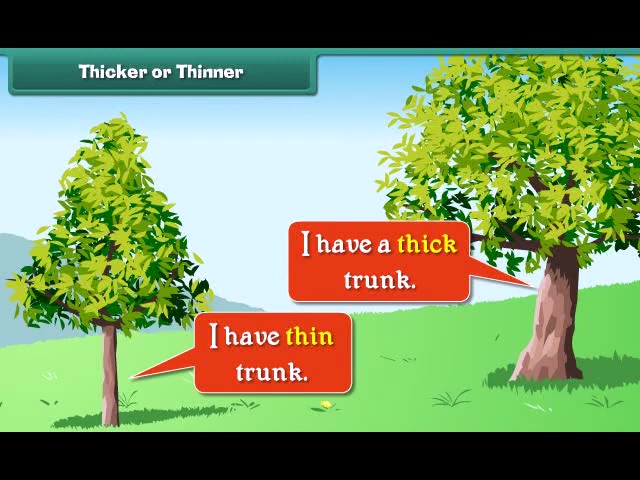 Thicker or Thinner
I have a thick
trunk.
I have thin
trunk.